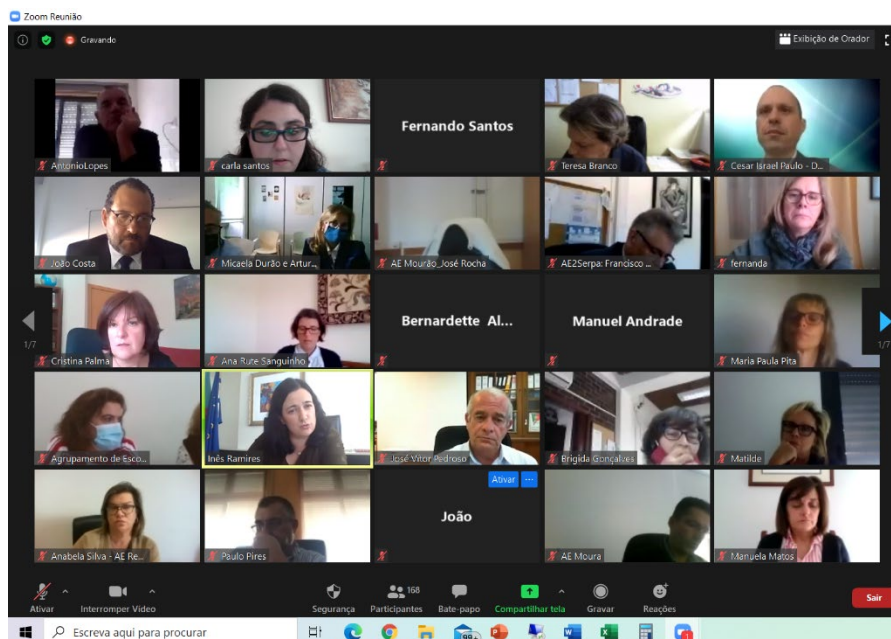 Zoom Reunião
Gravando
Exibição de Orador
AntonioLopes
carla santos
Fernando Santos
Teresa Branco
Cesar Israel Paulo - D...
João Costa
Micaela Durão e Artur...
AE Mourão_José Rocha
AE2Serpa: Francisco ...
fernanda
1/7
Cristina Palma
Ana Rute Sanguinho
Bernardette Al...
Manuel Andrade
Maria Paula Pita
1/7
Agrupamento de Esco...
Inês Ramires
José Vitor Pedroso
Brigida Gonçalves
Matilde
Ativar ...
Anabela Silva - AE Re...
Paulo Pires
João
AE Moura
Manuela Matos
168
Ativar
Interromper Vídeo
Segurança
Participantes
Bate-papo
Compartilhar tela
Gravar
Reações
Sair
Escreva aqui para procurar